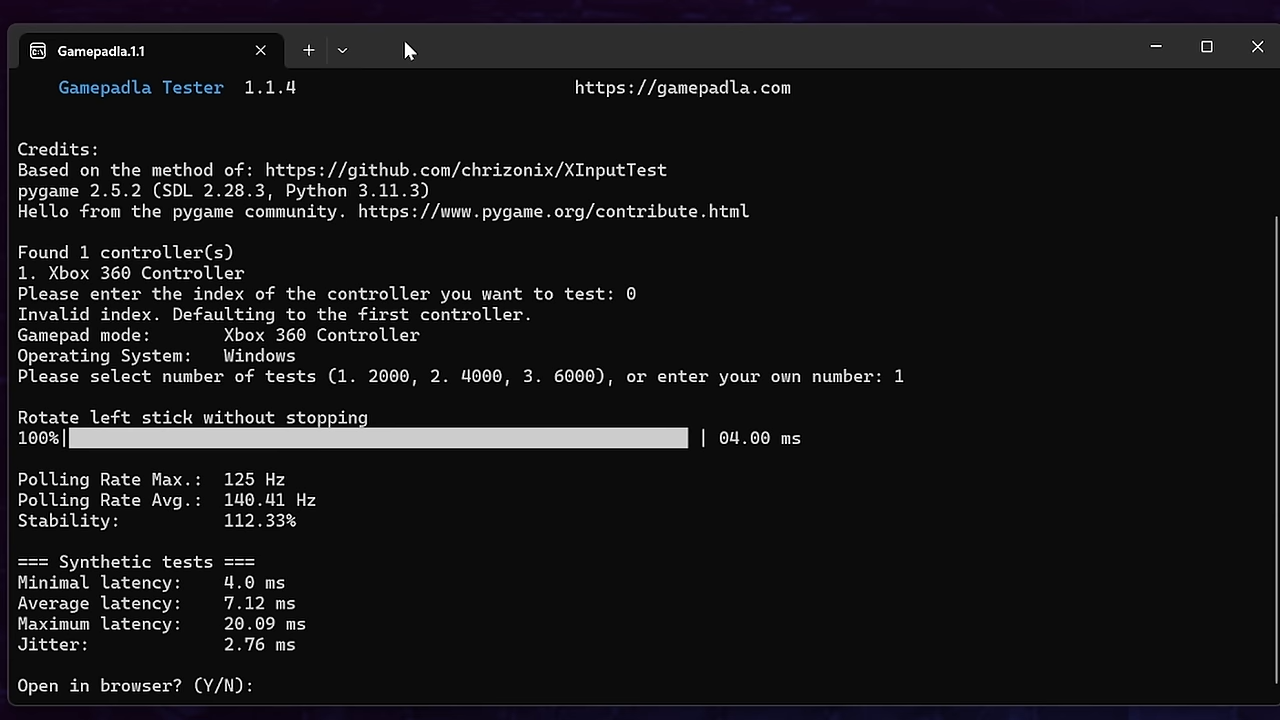 Gamepadla.1.1
Gamepadla Tester 1.1.4 https://gamepadla.com
Credits:
Based on the method of: https://github.com/chrizonix/XInputTest
pygame 2.5.2 (SDL 2.28.3, Python 3.11.3)
Hello from the pygame community. https://www.pygame.org/contribute.html
Found 1 controller(s)
1. Xbox 360 Controller
Please enter the index of the controller you want to test: 0
Invalid index. Defaulting to the first controller.
Gamepad mode: Xbox 360 Controller
Operating System: Windows
Please select number of tests (1. 2000, 2. 4000, 3. 6000), or enter your own number: 1
Rotate left stick without stopping
100%| | 04.00 ms
Polling Rate Max.: 125 Hz
Polling Rate Avg.: 140.41 Hz
Stability: 112.33%
=== Synthetic tests ===
Minimal latency: 4.0 ms
Average latency: 7.12 ms
Maximum latency: 20.09 ms
Jitter: 2.76 ms
Open in browser? (Y/N):